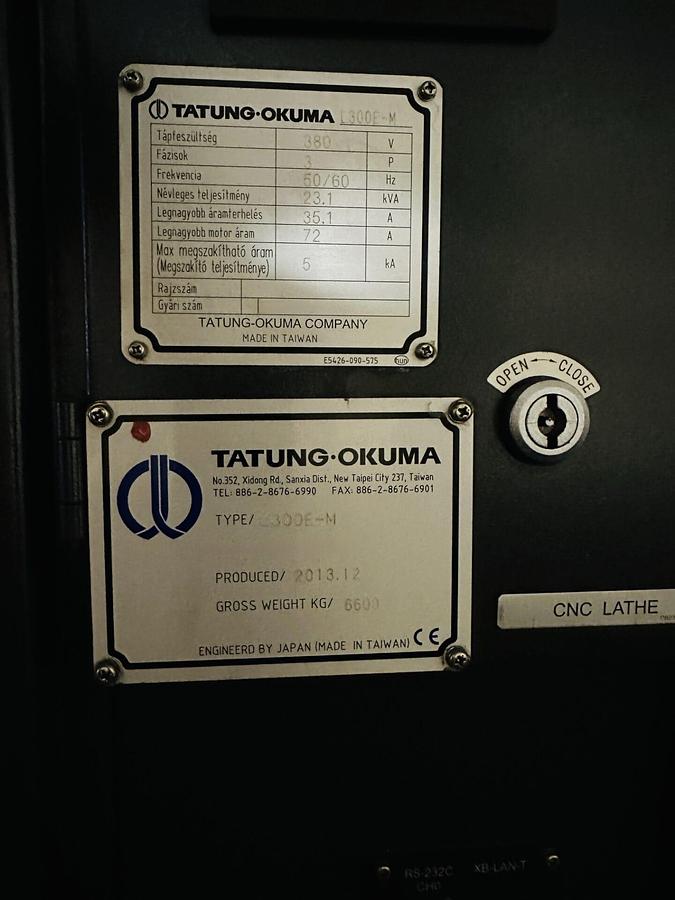 TATUNG·OKUMA L300E-M
Tápfeszültség 380 V
Fázisok 3 P
Frekvencia 50/60 Hz
Névleges teljesítmény 23.1 kVA
Legnagyobb áramterhelés 35.1 A
Legnagyobb motor áram 72 A
Max megszakítható áram
(Megszakító teljesítménye) 5 kA
Rajzszám
Gyári szám
TATUNG-OKUMA COMPANY
MADE IN TAIWAN
E5426-090-575 hun
OPEN CLOSE
TATUNG·OKUMA
No.352, Xidong Rd., Sanxia Dist., New Taipei City 237, Taiwan
TEL: 886-2-8676-6990 FAX: 886-2-8676-6901
TYPE/ L300E-M
PRODUCED/ 2013.12
GROSS WEIGHT KG/ 6600
ENGINEERD BY JAPAN (MADE IN TAIWAN) CE
CNC LATHE
RS-232C XB-LAN-T
CH0